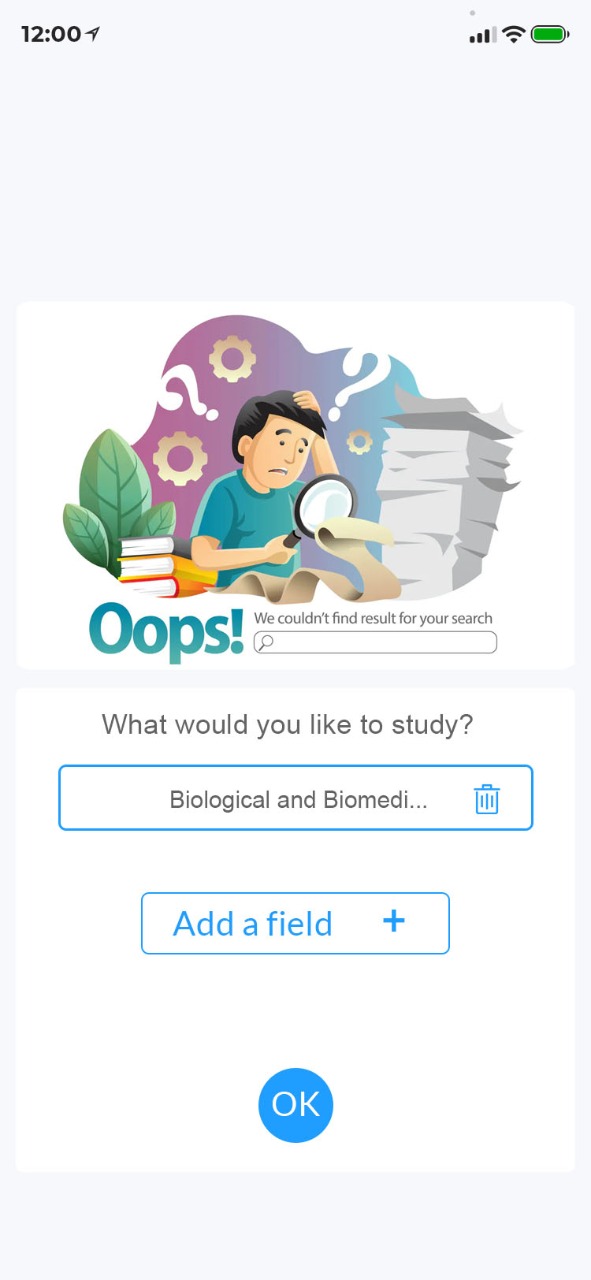 12:00
Oops!
We couldn't find result for your search
What would you like to study?
Biological and Biomedi...
Add a field +
OK